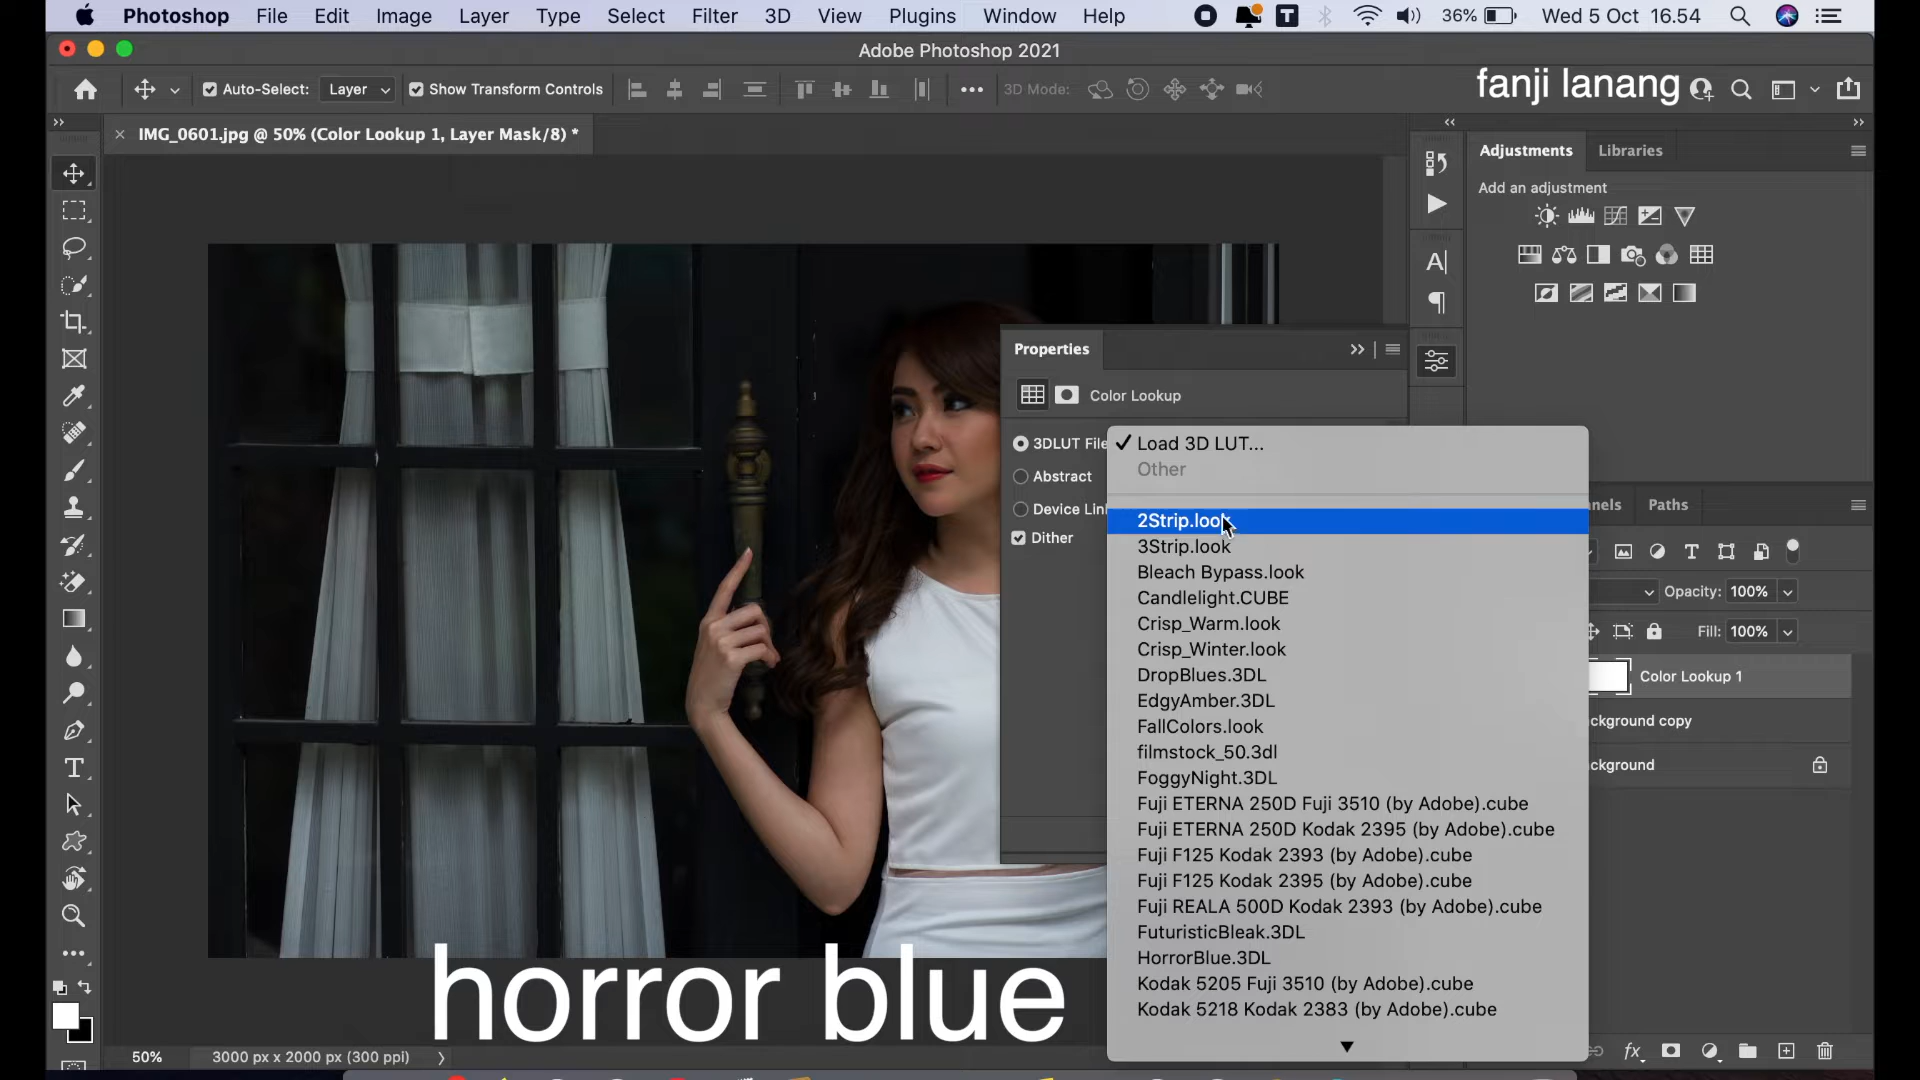 Photoshop File Edit Image Layer Type Select Filter 3D View Plugins Window Help T 36% Wed 5 Oct 16.54
Adobe Photoshop 2021
Auto-Select: Layer Show Transform Controls 3D Mode: fanji lanang
IMG_0601.jpg @ 50% (Color Lookup 1, Layer Mask/8) *
Adjustments Libraries
Add an adjustment
Properties
Color Lookup
3DLUT File
Abstract
Device Lin
Dither
Load 3D LUT...
Other
2Strip.look
3Strip.look
Bleach Bypass.look
Candlelight.CUBE
Crisp_Warm.look
Crisp_Winter.look
DropBlues.3DL
EdgyAmber.3DL
FallColors.look
filmstock_50.3dl
FoggyNight.3DL
Fuji ETERNA 250D Fuji 3510 (by Adobe).cube
Fuji ETERNA 250D Kodak 2395 (by Adobe).cube
Fuji F125 Kodak 2393 (by Adobe).cube
Fuji F125 Kodak 2395 (by Adobe).cube
Fuji REALA 500D Kodak 2393 (by Adobe).cube
FuturisticBleak.3DL
HorrorBlue.3DL
Kodak 5205 Fuji 3510 (by Adobe).cube
Kodak 5218 Kodak 2383 (by Adobe).cube
nnels Paths
Opacity: 100%
Fill: 100%
Color Lookup 1
ckground copy
ckground
horror blue
50% 3000 px x 2000 px (300 ppi)
fx